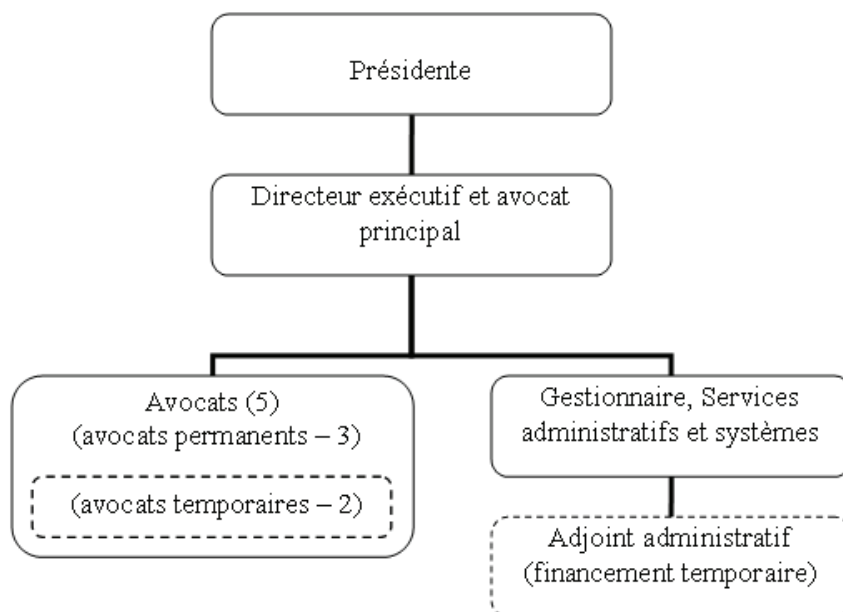 Présidente
Directeur exécutif et avocat
principal
Avocats (5)
(avocats permanents – 3)
(avocats temporaires – 2)
Gestionnaire, Services
administratifs et systèmes
Adjoint administratif
(financement temporaire)